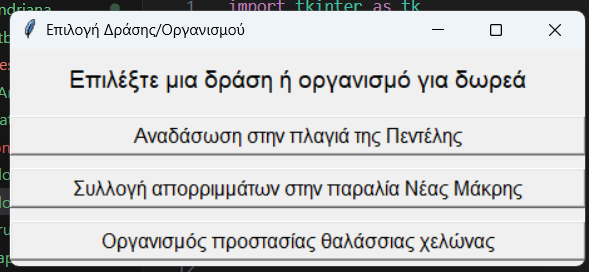 import tkinter as tk
Επιλογή Δράσης/Οργανισμού
Επιλέξτε μια δράση ή οργανισμό για δωρεά
Αναδάσωση στην πλαγιά της Πεντέλης
Συλλογή απορριμμάτων στην παραλία Νέας Μάκρης
Οργανισμός προστασίας θαλάσσιας χελώνας